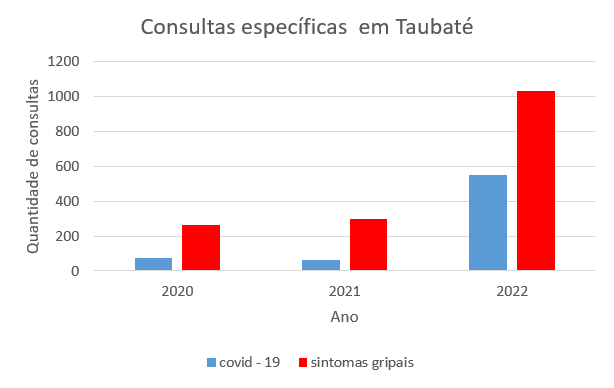 Consultas específicas  em Taubaté
Quantidade de consultas
1200
1000
800
600
400
200
0
2020
2021
2022
Ano
covid - 19
sintomas gripais